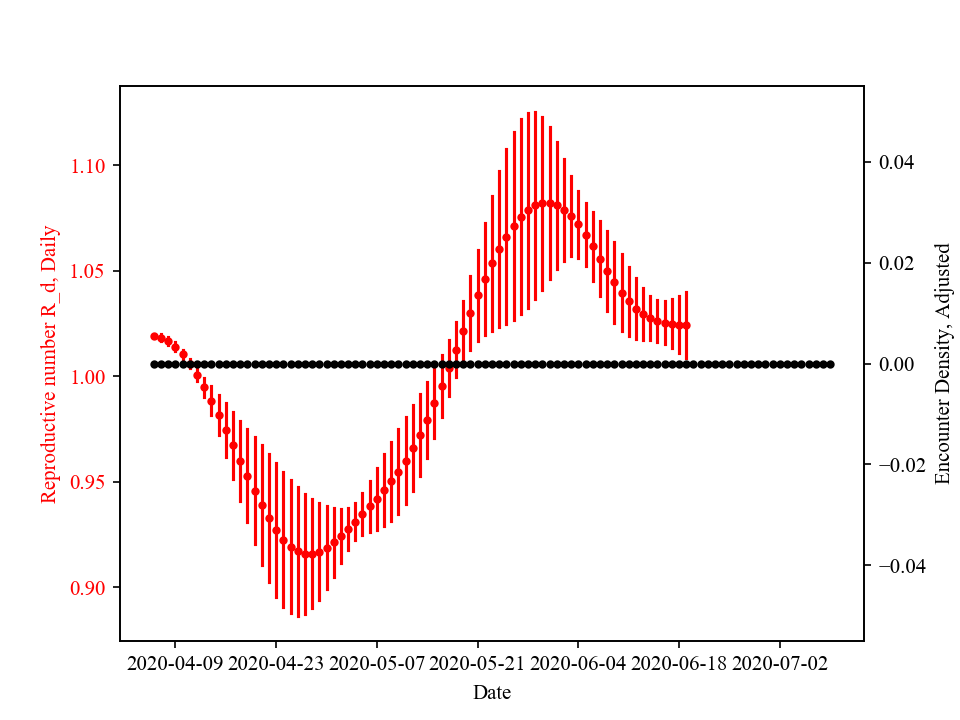 Reproductive number R_d, Daily
1.10
1.05
1.00
0.95
0.90
0.04
0.02
0.00
−0.02
−0.04
Encounter Density, Adjusted
2020-04-09 2020-04-23 2020-05-07 2020-05-21 2020-06-04 2020-06-18 2020-07-02
Date